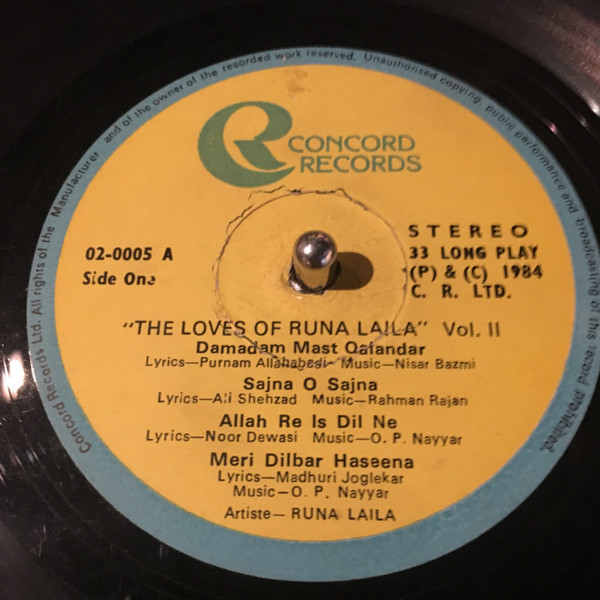 CONCORD
RECORDS
02-0005 A
Side One
STEREO
33 LONG PLAY
(P) & (C) 1984
C. R. LTD.
"THE LOVES OF RUNA LAILA" Vol. II
Damadam Mast Qalandar
Lyrics—Purnam Allahabadi— Music—Nisar Bazmi
Sajna O Sajna
Lyrics—Ali Shehzad Music—Rahman Rajan
Allah Re Is Dil Ne
Lyrics—Noor Dewasi Music—O. P. Nayyar
Meri Dilbar Haseena
Lyrics—Madhuri Joglekar
Music—O. P. Nayyar
Artiste— RUNA LAILA
Concord Records Ltd. All rights of the Manufacturer and of the owner of the recorded work reserved. Unauthorised copying, public performance and broadcasting of this record prohibited.